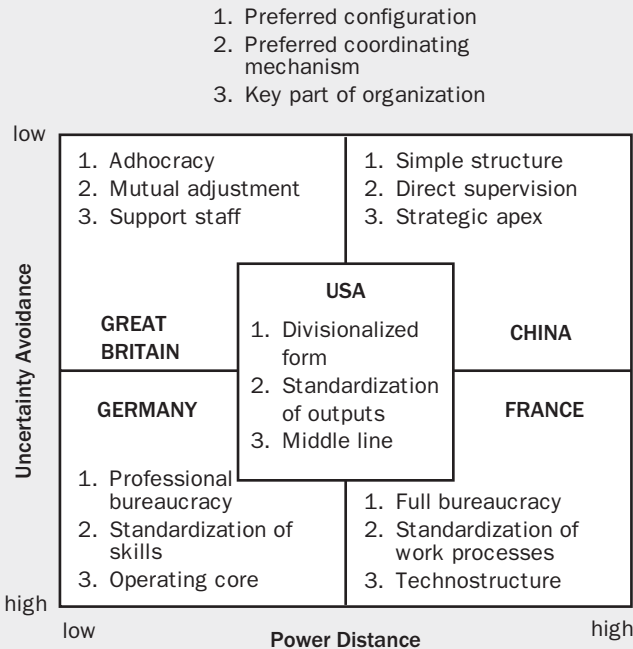 1. Preferred configuration
2. Preferred coordinating
mechanism
3. Key part of organization
low
1. Adhocracy
2. Mutual adjustment
3. Support staff
1. Simple structure
2. Direct supervision
3. Strategic apex
Uncertainty Avoidance
USA
1. Divisionalized
form
2. Standardization
of outputs
3. Middle line
GREAT
BRITAIN
CHINA
GERMANY
FRANCE
1. Professional
bureaucracy
2. Standardization of
skills
3. Operating core
1. Full bureaucracy
2. Standardization of
work processes
3. Technostructure
high
low
Power Distance
high